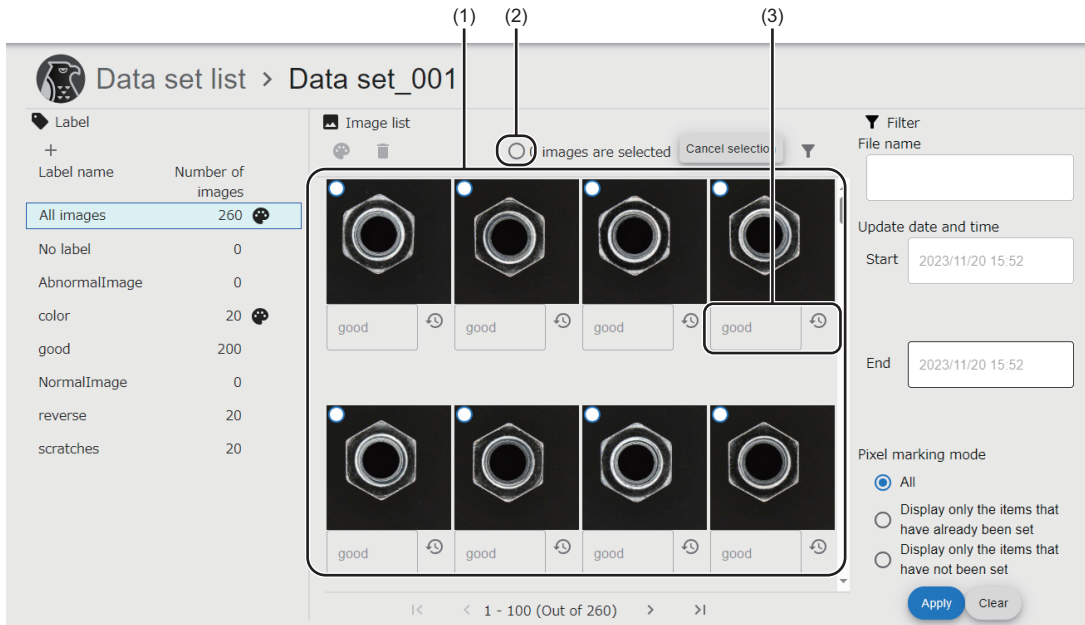 (1) (2) (3)
Data set list > Data set_001
Label
Label name
Number of
images
All images 260
No label 0
AbnormalImage 0
color 20
good 200
NormalImage 0
reverse 20
scratches 20
Image list
images are selected
Cancel selection
good good good good
good good good good
1 - 100 (Out of 260)
Filter
File name
Update date and time
Start 2023/11/20 15:52
End 2023/11/20 15:52
Pixel marking mode
All
Display only the items that
have already been set
Display only the items that
have not been set
Apply Clear